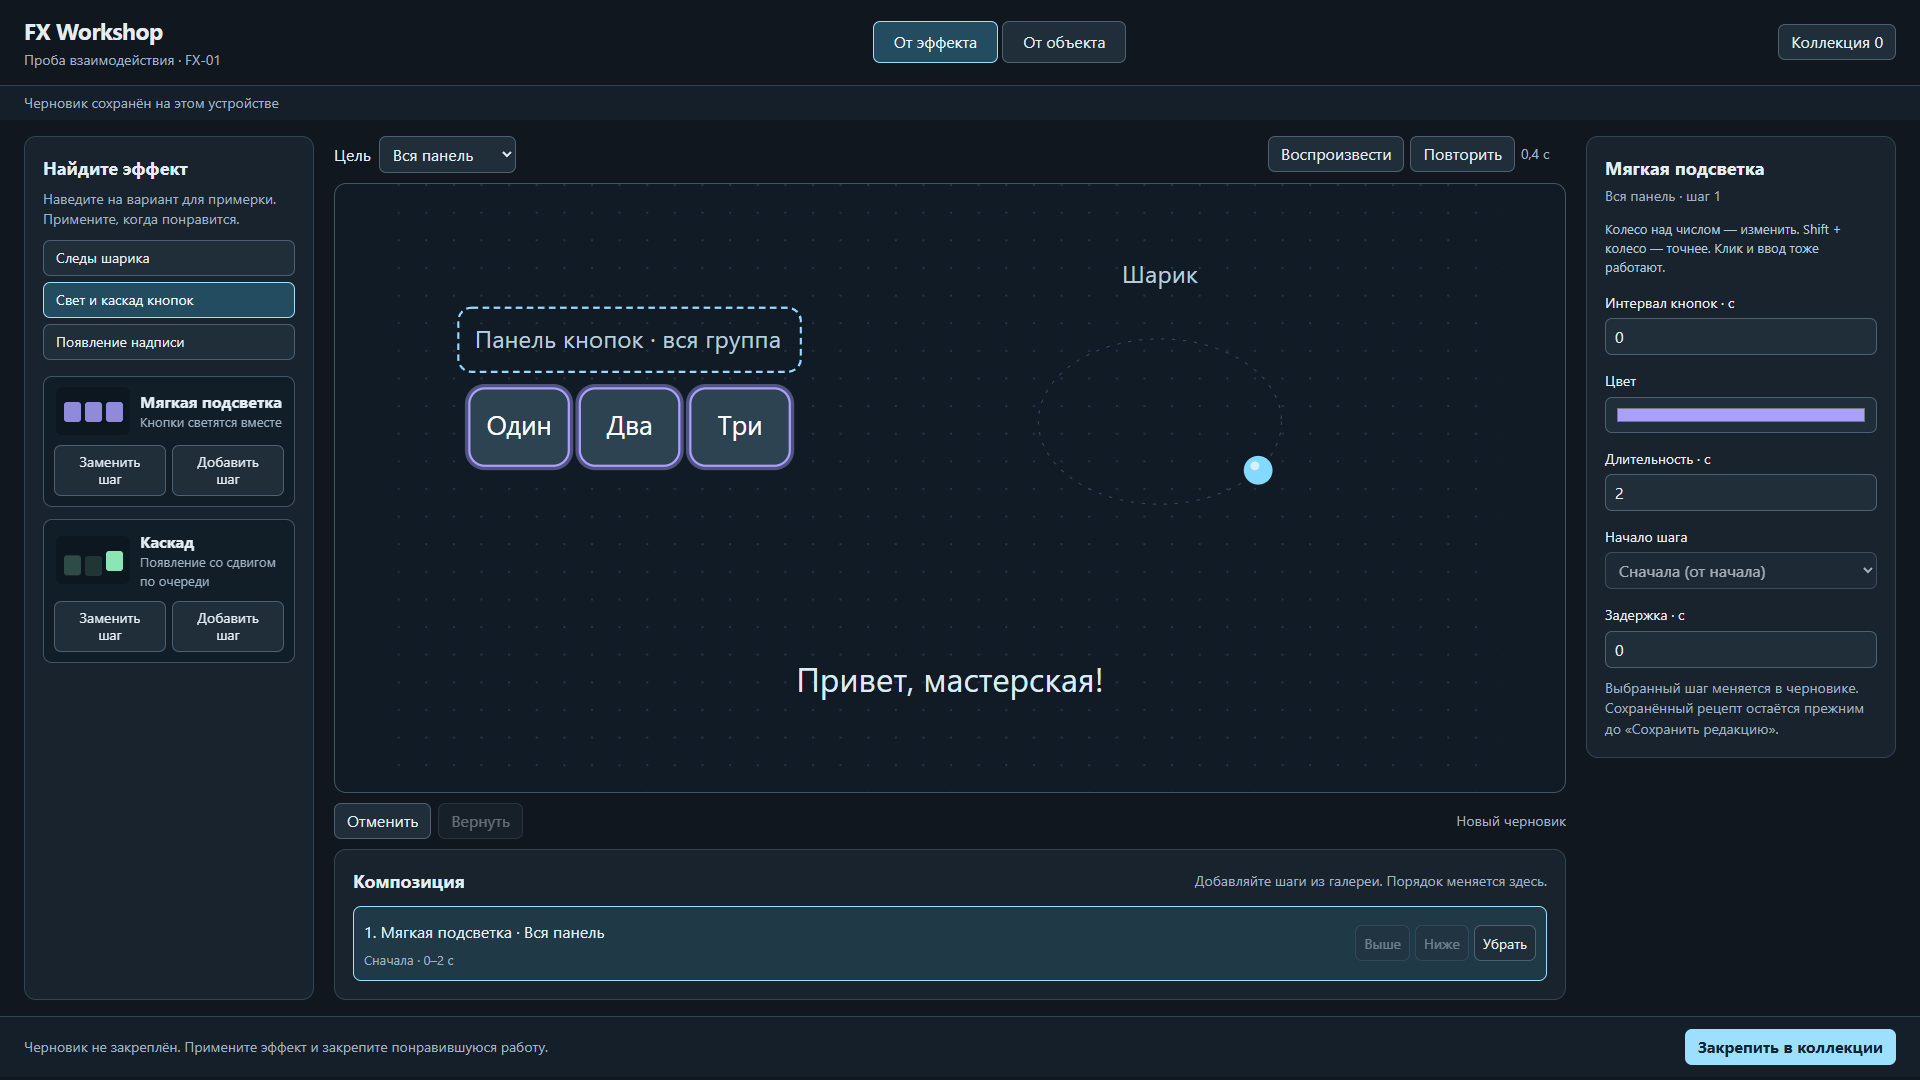 FX Workshop
Проба взаимодействия · FX-01
От эффекта
От объекта
Коллекция 0
Черновик сохранён на этом устройстве
Найдите эффект
Наведите на вариант для примерки.
Примените, когда понравится.
Следы шарика
Свет и каскад кнопок
Появление надписи
Мягкая подсветка
Кнопки светятся вместе
Заменить
шаг
Добавить
шаг
Каскад
Появление со сдвигом
по очереди
Заменить
шаг
Добавить
шаг
Цель
Вся панель
Воспроизвести
Повторить
0,4 с
Шарик
Панель кнопок · вся группа
Один
Два
Три
Привет, мастерская!
Отменить
Вернуть
Новый черновик
Композиция
Добавляйте шаги из галереи. Порядок меняется здесь.
1. Мягкая подсветка · Вся панель
Сначала · 0–2 с
Выше
Ниже
Убрать
Мягкая подсветка
Вся панель · шаг 1
Колесо над числом — изменить. Shift +
колесо — точнее. Клик и ввод тоже
работают.
Интервал кнопок · с
0
Цвет
Длительность · с
2
Начало шага
Сначала (от начала)
Задержка · с
0
Выбранный шаг меняется в черновике.
Сохранённый рецепт остаётся прежним
до «Сохранить редакцию».
Черновик не закреплён. Примените эффект и закрепите понравившуюся работу.
Закрепить в коллекции